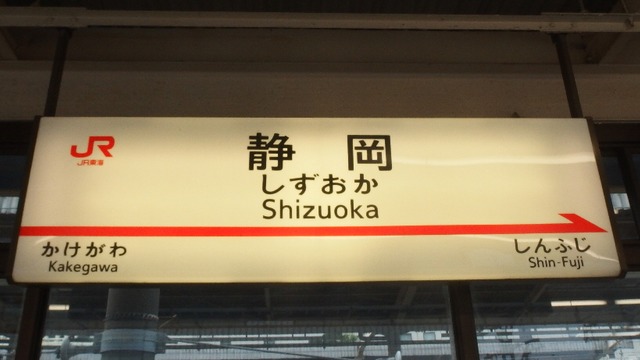 JR
JR東海
静岡
しずおか
Shizuoka
かけがわ
Kakegawa
しんふじ
Shin-Fuji